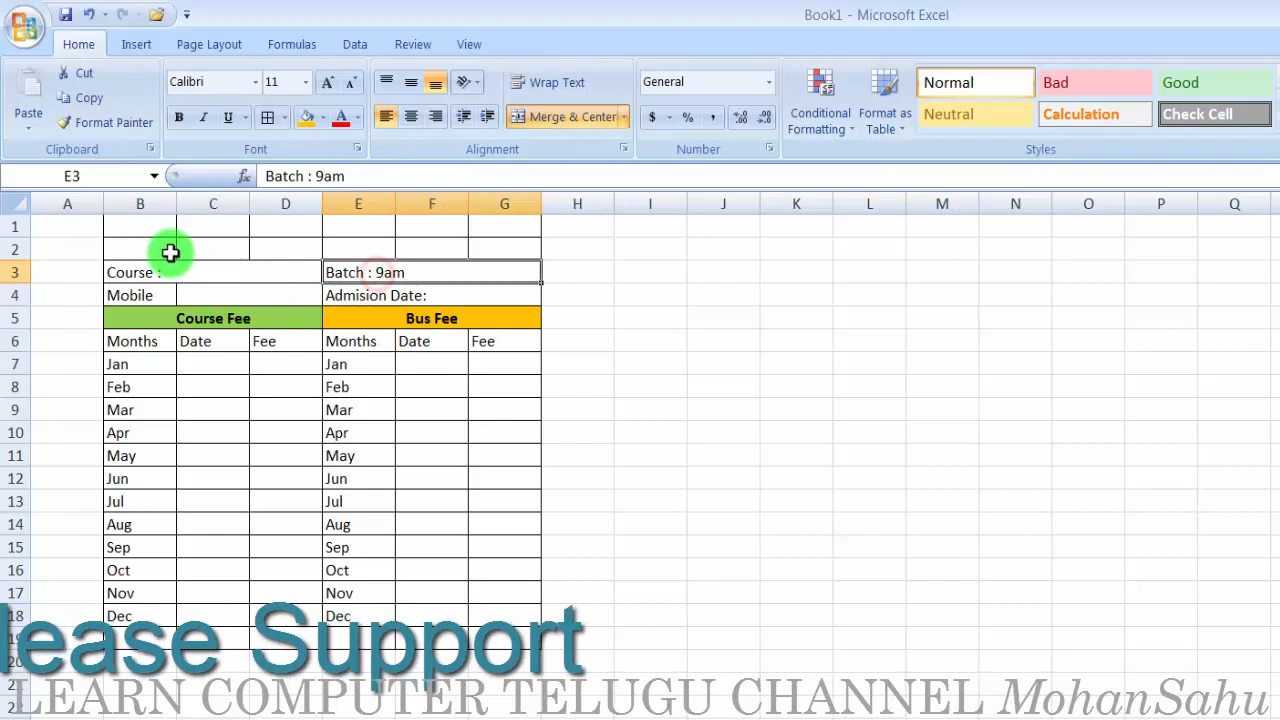 Book1 - Microsoft Excel
Home Insert Page Layout Formulas Data Review View
Cut
Copy
Format Painter
Paste
Clipboard
Calibri 11
B I U
Font
Wrap Text
Merge & Center
Alignment
General
$ % ,
Number
Conditional Formatting
Format as Table
Normal Bad Good
Neutral Calculation Check Cell
Styles
E3 fx Batch : 9am
A B C D E F G H I J K L M N O P Q
1
2
3 Course : Batch : 9am
4 Mobile Admision Date:
5 Course Fee Bus Fee
6 Months Date Fee Months Date Fee
7 Jan Jan
8 Feb Feb
9 Mar Mar
10 Apr Apr
11 May May
12 Jun Jun
13 Jul Jul
14 Aug Aug
15 Sep Sep
16 Oct Oct
17 Nov Nov
18 Dec Dec
19
20
lease Support
LEARN COMPUTER TELUGU CHANNEL MohanSahu